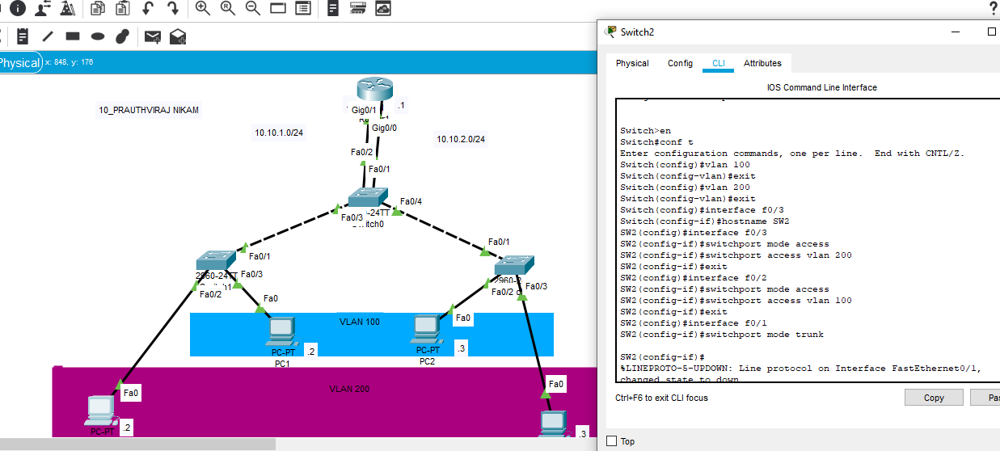 Physical
x: 848, y: 176
10_PRAUTHVIRAJ NIKAM
Gig0/1
.1
Gig0/0
10.10.1.0/24
10.10.2.0/24
Fa0/2
Fa0/1
Fa0/4
-24TT
Fa0/3
Fa0/1
Fa0/1
Fa0/3
Fa0/2
Fa0/2
Fa0/3
Fa0
Fa0
VLAN 100
PC-PT
.2
PC1
PC-PT
.3
PC2
VLAN 200
Fa0
Fa0
PC-PT
.2
.3
Switch2
Physical
Config
CLI
Attributes
IOS Command Line Interface
Switch>en
Switch#conf t
Enter configuration commands, one per line.  End with CNTL/Z.
Switch(config)#vlan 100
Switch(config-vlan)#exit
Switch(config)#vlan 200
Switch(config-vlan)#exit
Switch(config)#interface f0/3
Switch(config-if)#hostname SW2
SW2(config)#interface f0/3
SW2(config-if)#switchport mode access
SW2(config-if)#switchport access vlan 200
SW2(config-if)#exit
SW2(config)#interface f0/2
SW2(config-if)#switchport mode access
SW2(config-if)#switchport access vlan 100
SW2(config-if)#exit
SW2(config)#interface f0/1
SW2(config-if)#switchport mode trunk
SW2(config-if)#
%LINEPROTO-5-UPDOWN: Line protocol on Interface FastEthernet0/1,
changed state to down
Ctrl+F6 to exit CLI focus
Copy
Pas
Top